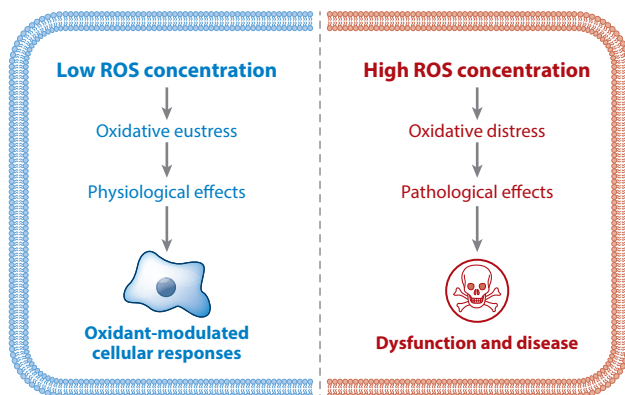 Low ROS concentration
Oxidative eustress
Physiological effects
Oxidant-modulated
cellular responses
High ROS concentration
Oxidative distress
Pathological effects
Dysfunction and disease